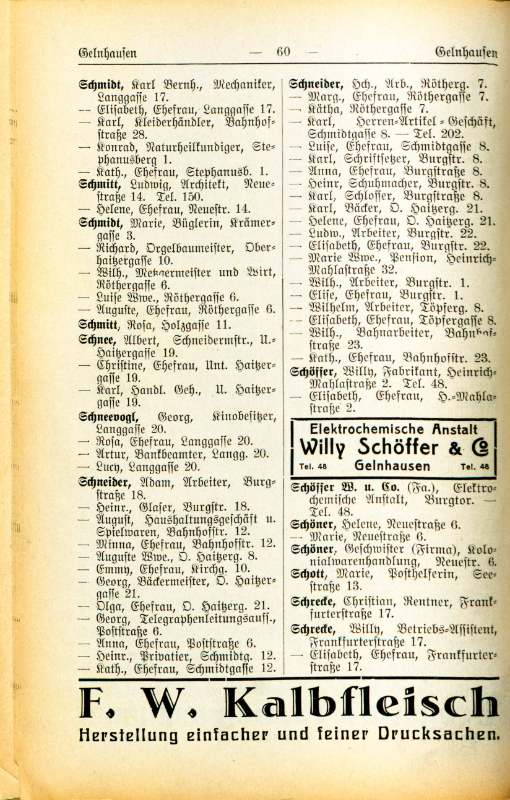 Gelnhausen — 60 — Gelnhausen
Schmidt, Karl Bernh., Mechaniker,
Langgasse 17.
— Elisabeth, Ehefrau, Langgasse 17.
— Karl, Kleiderhändler, Bahnhof-
straße 28.
— Konrad, Naturheilkundiger, Ste-
phanusberg 1.
— Kath., Ehefrau, Stephanusb. 1.
Schmitt, Ludwig, Architekt, Neue-
straße 14. Tel. 150.
— Helene, Ehefrau, Neuestr. 14.
Schmidt, Marie, Büglerin, Krämer-
gasse 3.
— Richard, Orgelbaumeister, Ober-
haitzergasse 10.
— Wilh., Metzgermeister und Wirt,
Röthergasse 6.
— Luise Wwe., Röthergasse 6.
— Auguste, Ehefrau, Röthergasse 6.
Schmitt, Rosa, Holzgasse 11.
Schnee, Albert, Schneidermstr., U.-
Haitzergasse 19.
— Christine, Ehefrau, Unt. Haitzer-
gasse 19.
— Karl, Handl. Geh., U. Haitzer-
gasse 19.
Schneevogl, Georg, Kinobesitzer,
Langgasse 20.
— Rosa, Ehefrau, Langgasse 20.
— Artur, Bankbeamter, Langg. 20.
— Lucy, Langgasse 20.
Schneider, Adam, Arbeiter, Burg-
straße 18.
— Heinr., Glaser, Burgstr. 18.
— August, Haushaltungsgeschäft u.
Spielwaren, Bahnhofstr. 12.
— Minna, Ehefrau, Bahnhofstr. 12.
— Auguste Wwe., O. Haitzerg. 8.
— Emmy, Ehefrau, Kirchg. 10.
— Georg, Bäckermeister, O. Haitzer-
gasse 21.
— Olga, Ehefrau, O. Haitzerg. 21.
— Georg, Telegraphenleitungsauff.,
Poststraße 6.
— Anna, Ehefrau, Poststraße 6.
— Heinr., Privatier, Schmidtg. 12.
— Kath., Ehefrau, Schmidtgasse 12.
Schneider, Hch., Arb., Rötherg. 7.
— Marg., Ehefrau, Röthergasse 7.
— Kätha, Röthergasse 7.
— Karl, Herren-Artikel-Geschäft,
Schmidtgasse 8. — Tel. 202.
— Luise, Ehefrau, Schmidtgasse 8.
— Karl, Schriftsetzer, Burgstr. 8.
— Anna, Ehefrau, Burgstraße 8.
— Heinr, Schuhmacher, Burgstr. 8.
— Karl, Schlosser, Burgstraße 8.
— Karl, Bäcker, O. Haitzerg. 21.
— Helene, Ehefrau, O. Haitzerg. 21.
— Ludw., Arbeiter, Burgstr. 22.
— Elisabeth, Ehefrau, Burgstr. 22.
— Marie Wwe., Pension, Heinrich-
Mahlastraße 32.
— Wilh., Arbeiter, Burgstr. 1.
— Elise, Ehefrau, Burgstr. 1.
— Wilhelm, Arbeiter, Töpferg. 8.
— Elisabeth, Ehefrau, Töpfergasse 8.
— Wilh., Bahnarbeiter, Bahnhof-
straße 23.
— Kath., Ehefrau, Bahnhofstr. 23.
Schöffer, Willy, Fabrikant, Heinrich-
Mahlastraße 2. Tel. 48.
— Elisabeth, Ehefrau, H.-Mahla-
straße 2.
Elektrochemische Anstalt
Willy Schöffer & Co
Tel. 48 Gelnhausen Tel. 48
Schöffer W. u. Co. (Fa.), Elektro-
chemische Anstalt, Burgtor. —
Tel. 48.
Schöner, Helene, Neuestraße 6.
— Marie, Neuestraße 6.
Schöner, Geschwister (Firma), Kolo-
nialwarenhandlung, Neuestr. 6.
Schott, Marie, Posthelferin, See-
straße 13.
Schrecke, Christian, Rentner, Frank-
furterstraße 17.
Schrecke, Willy, Betriebs-Assistent,
Frankfurterstraße 17.
— Elisabeth, Ehefrau, Frankfurter-
straße 17.
F. W. Kalbfleisch
Herstellung einfacher und feiner Drucksachen.